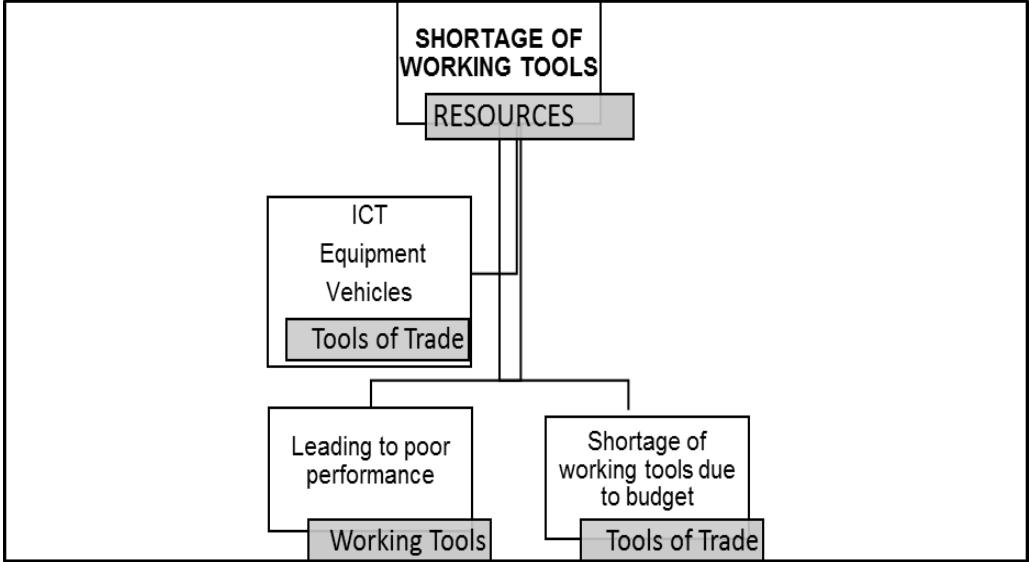 SHORTAGE OF
WORKING TOOLS
RESOURCES
ICT
Equipment
Vehicles
Tools of Trade
Leading to poor
performance
Working Tools
Shortage of
working tools due
to budget
Tools of Trade